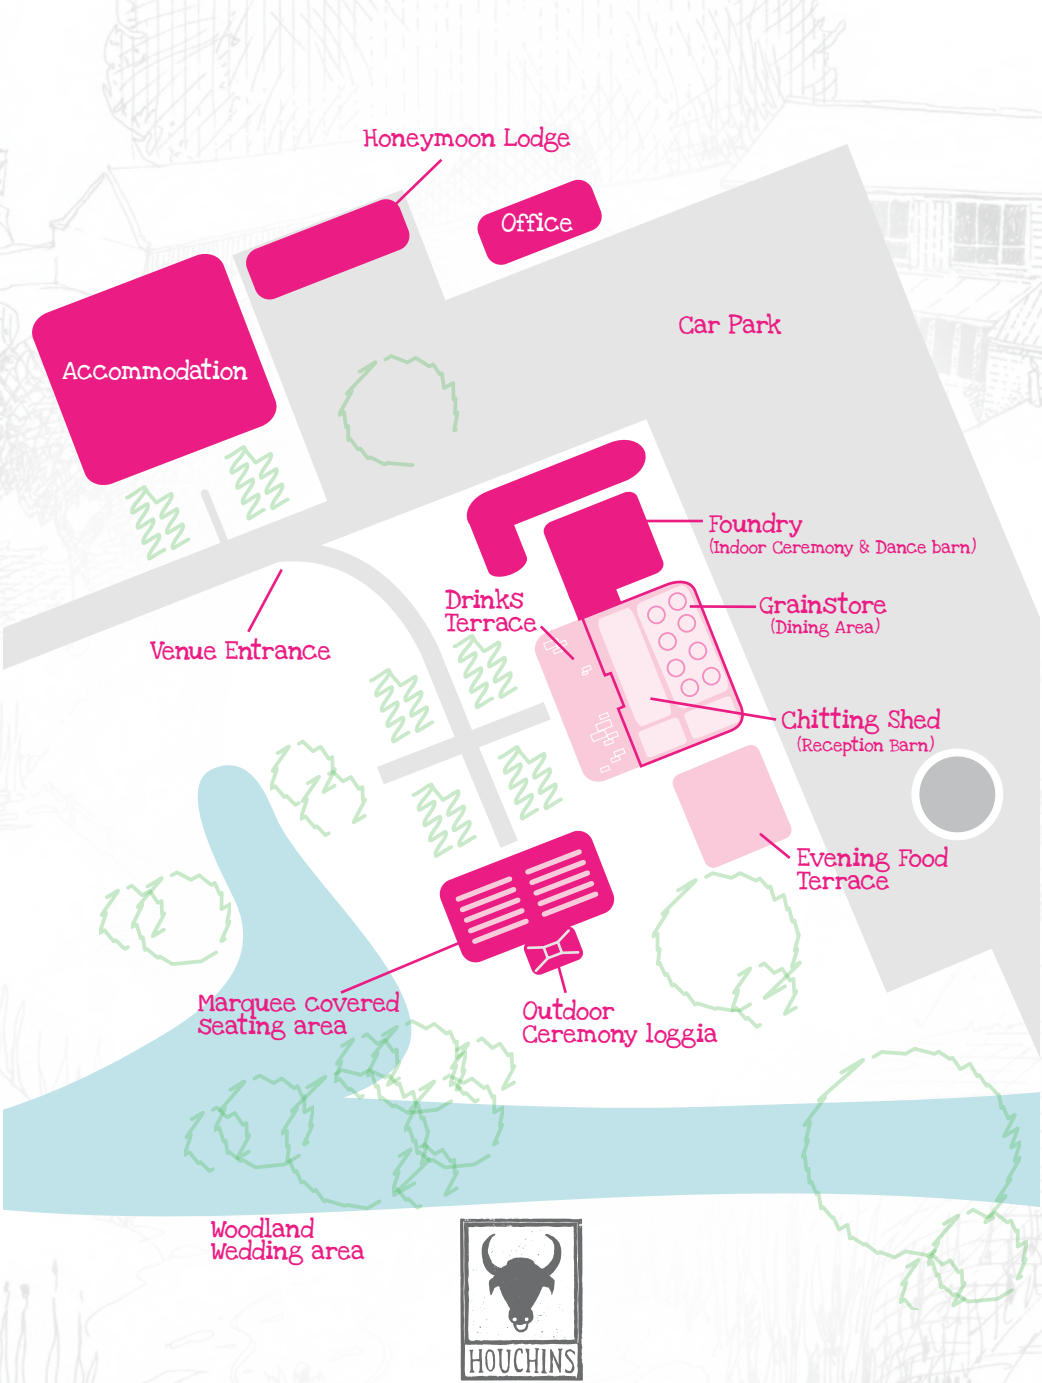 Honeymoon Lodge
Office
Accommodation
Car Park
Foundry
(Indoor Ceremony & Dance barn)
Drinks
Terrace
Grainstore
(Dining Area)
Venue Entrance
Chitting Shed
(Reception Barn)
Evening Food
Terrace
Marquee covered
seating area
Outdoor
Ceremony loggia
Woodland
Wedding area
HOUCHINS